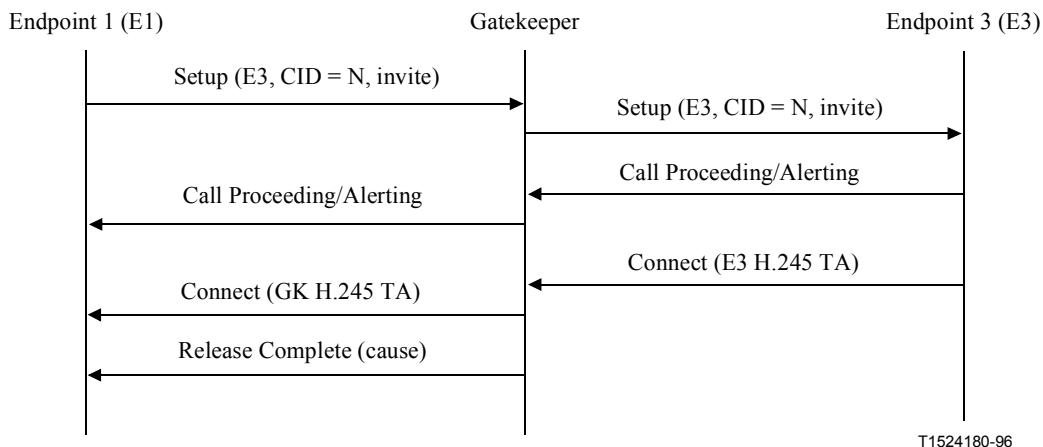 Endpoint 1 (E1)
Gatekeeper
Endpoint 3 (E3)
Setup (E3, CID = N, invite)
Setup (E3, CID = N, invite)
Call Proceeding/Alerting
Call Proceeding/Alerting
Connect (E3 H.245 TA)
Connect (GK H.245 TA)
Release Complete (cause)
T1524180-96